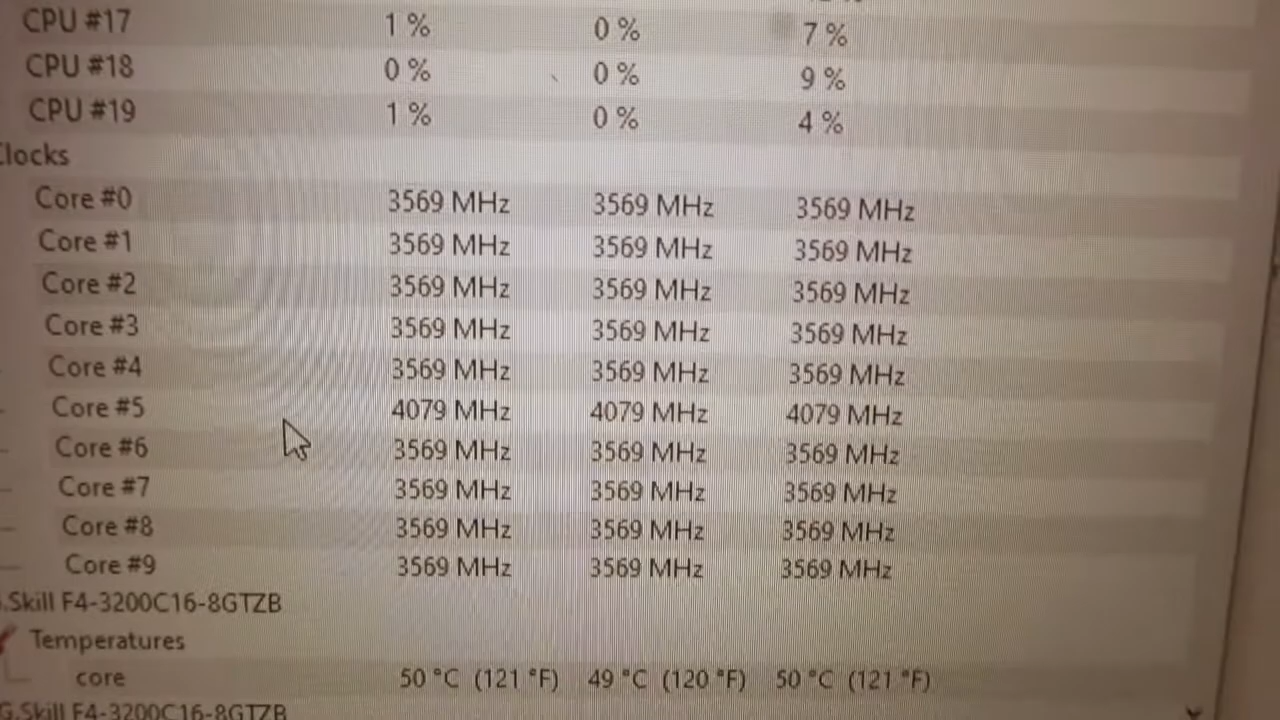 CPU #17 1 % 0 % 7 %
CPU #18 0 % 0 % 9 %
CPU #19 1 % 0 % 4 %
Clocks
Core #0 3569 MHz 3569 MHz 3569 MHz
Core #1 3569 MHz 3569 MHz 3569 MHz
Core #2 3569 MHz 3569 MHz 3569 MHz
Core #3 3569 MHz 3569 MHz 3569 MHz
Core #4 3569 MHz 3569 MHz 3569 MHz
Core #5 4079 MHz 4079 MHz 4079 MHz
Core #6 3569 MHz 3569 MHz 3569 MHz
Core #7 3569 MHz 3569 MHz 3569 MHz
Core #8 3569 MHz 3569 MHz 3569 MHz
Core #9 3569 MHz 3569 MHz 3569 MHz
G.Skill F4-3200C16-8GTZB
Temperatures
core 50 °C (121 °F) 49 °C (120 °F) 50 °C (121 °F)
G.Skill F4-3200C16-8GTZB